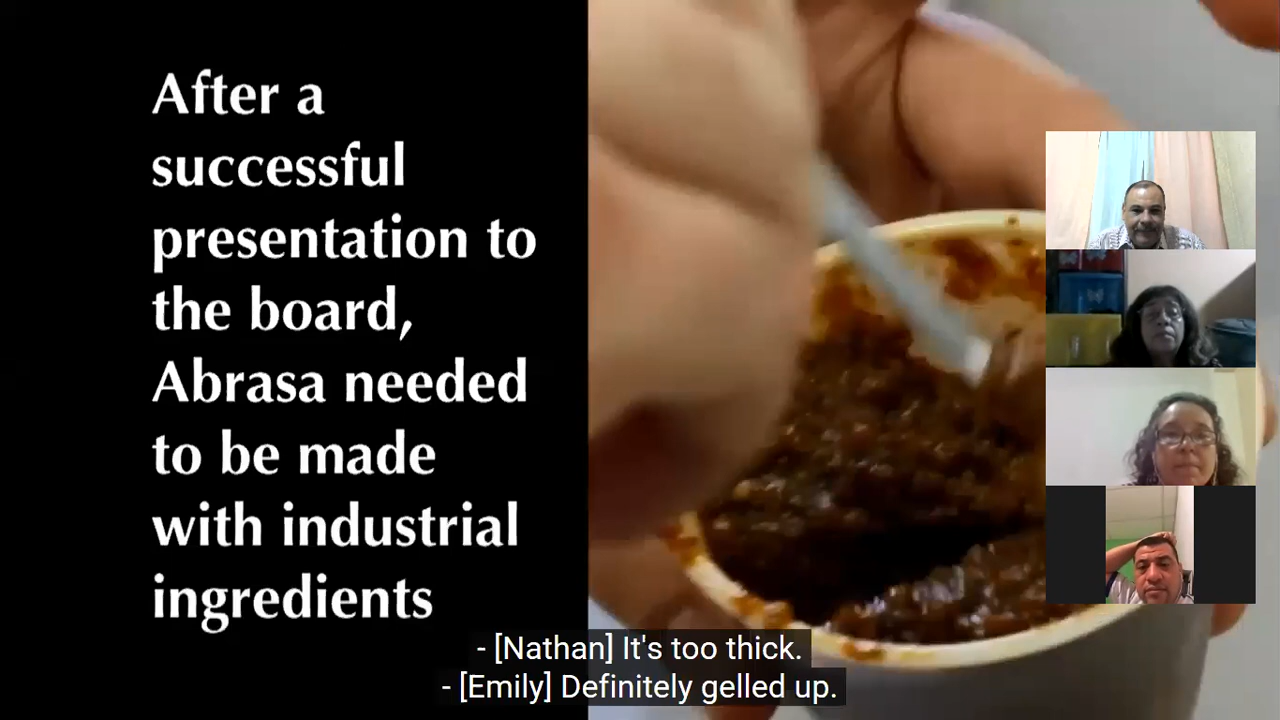 After a
successful
presentation to
the board,
Abrasa needed
to be made
with industrial
ingredients
- [Nathan] It's too thick.
- [Emily] Definitely gelled up.